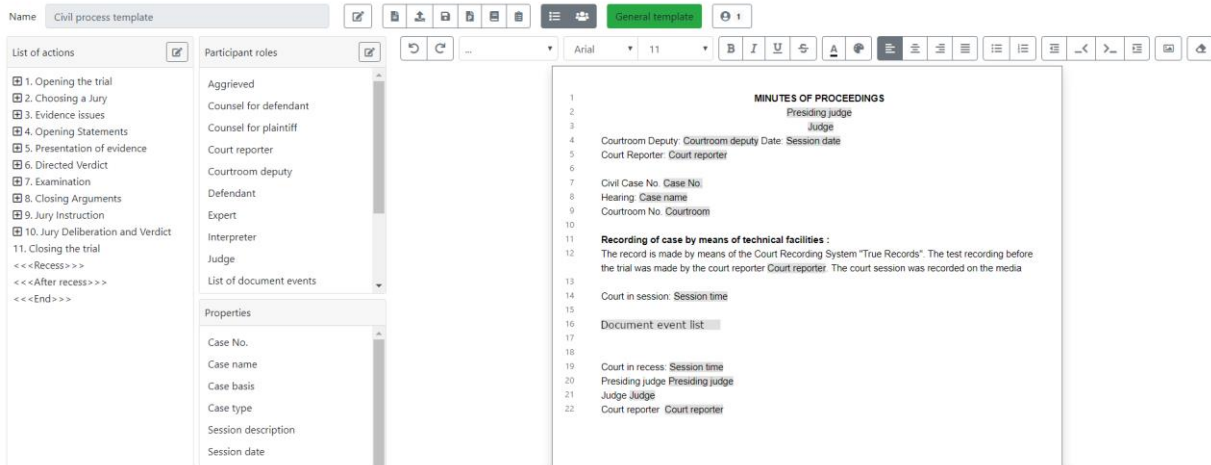 Name Civil process template General template 1
List of actions
1. Opening the trial
2. Choosing a Jury
3. Evidence issues
4. Opening Statements
5. Presentation of evidence
6. Directed Verdict
7. Examination
8. Closing Arguments
9. Jury Instruction
10. Jury Deliberation and Verdict
11. Closing the trial
<<<Recess>>>
<<<After recess>>>
<<<End>>>
Participant roles
Aggrieved
Counsel for defendant
Counsel for plaintiff
Court reporter
Courtroom deputy
Defendant
Expert
Interpreter
Judge
List of document events
Properties
Case No.
Case name
Case basis
Case type
Session description
Session date
... Arial 11 B I U S A
1 MINUTES OF PROCEEDINGS
2 Presiding judge
3 Judge
4 Courtroom Deputy: Courtroom deputy Date: Session date
5 Court Reporter: Court reporter
6
7 Civil Case No. Case No.
8 Hearing: Case name
9 Courtroom No. Courtroom
10
11 Recording of case by means of technical facilities :
12 The record is made by means of the Court Recording System "True Records". The test recording before
the trial was made by the court reporter Court reporter. The court session was recorded on the media
13
14 Court in session: Session time
15
16 Document event list
17
18
19 Court in recess: Session time
20 Presiding judge Presiding judge
21 Judge Judge
22 Court reporter Court reporter